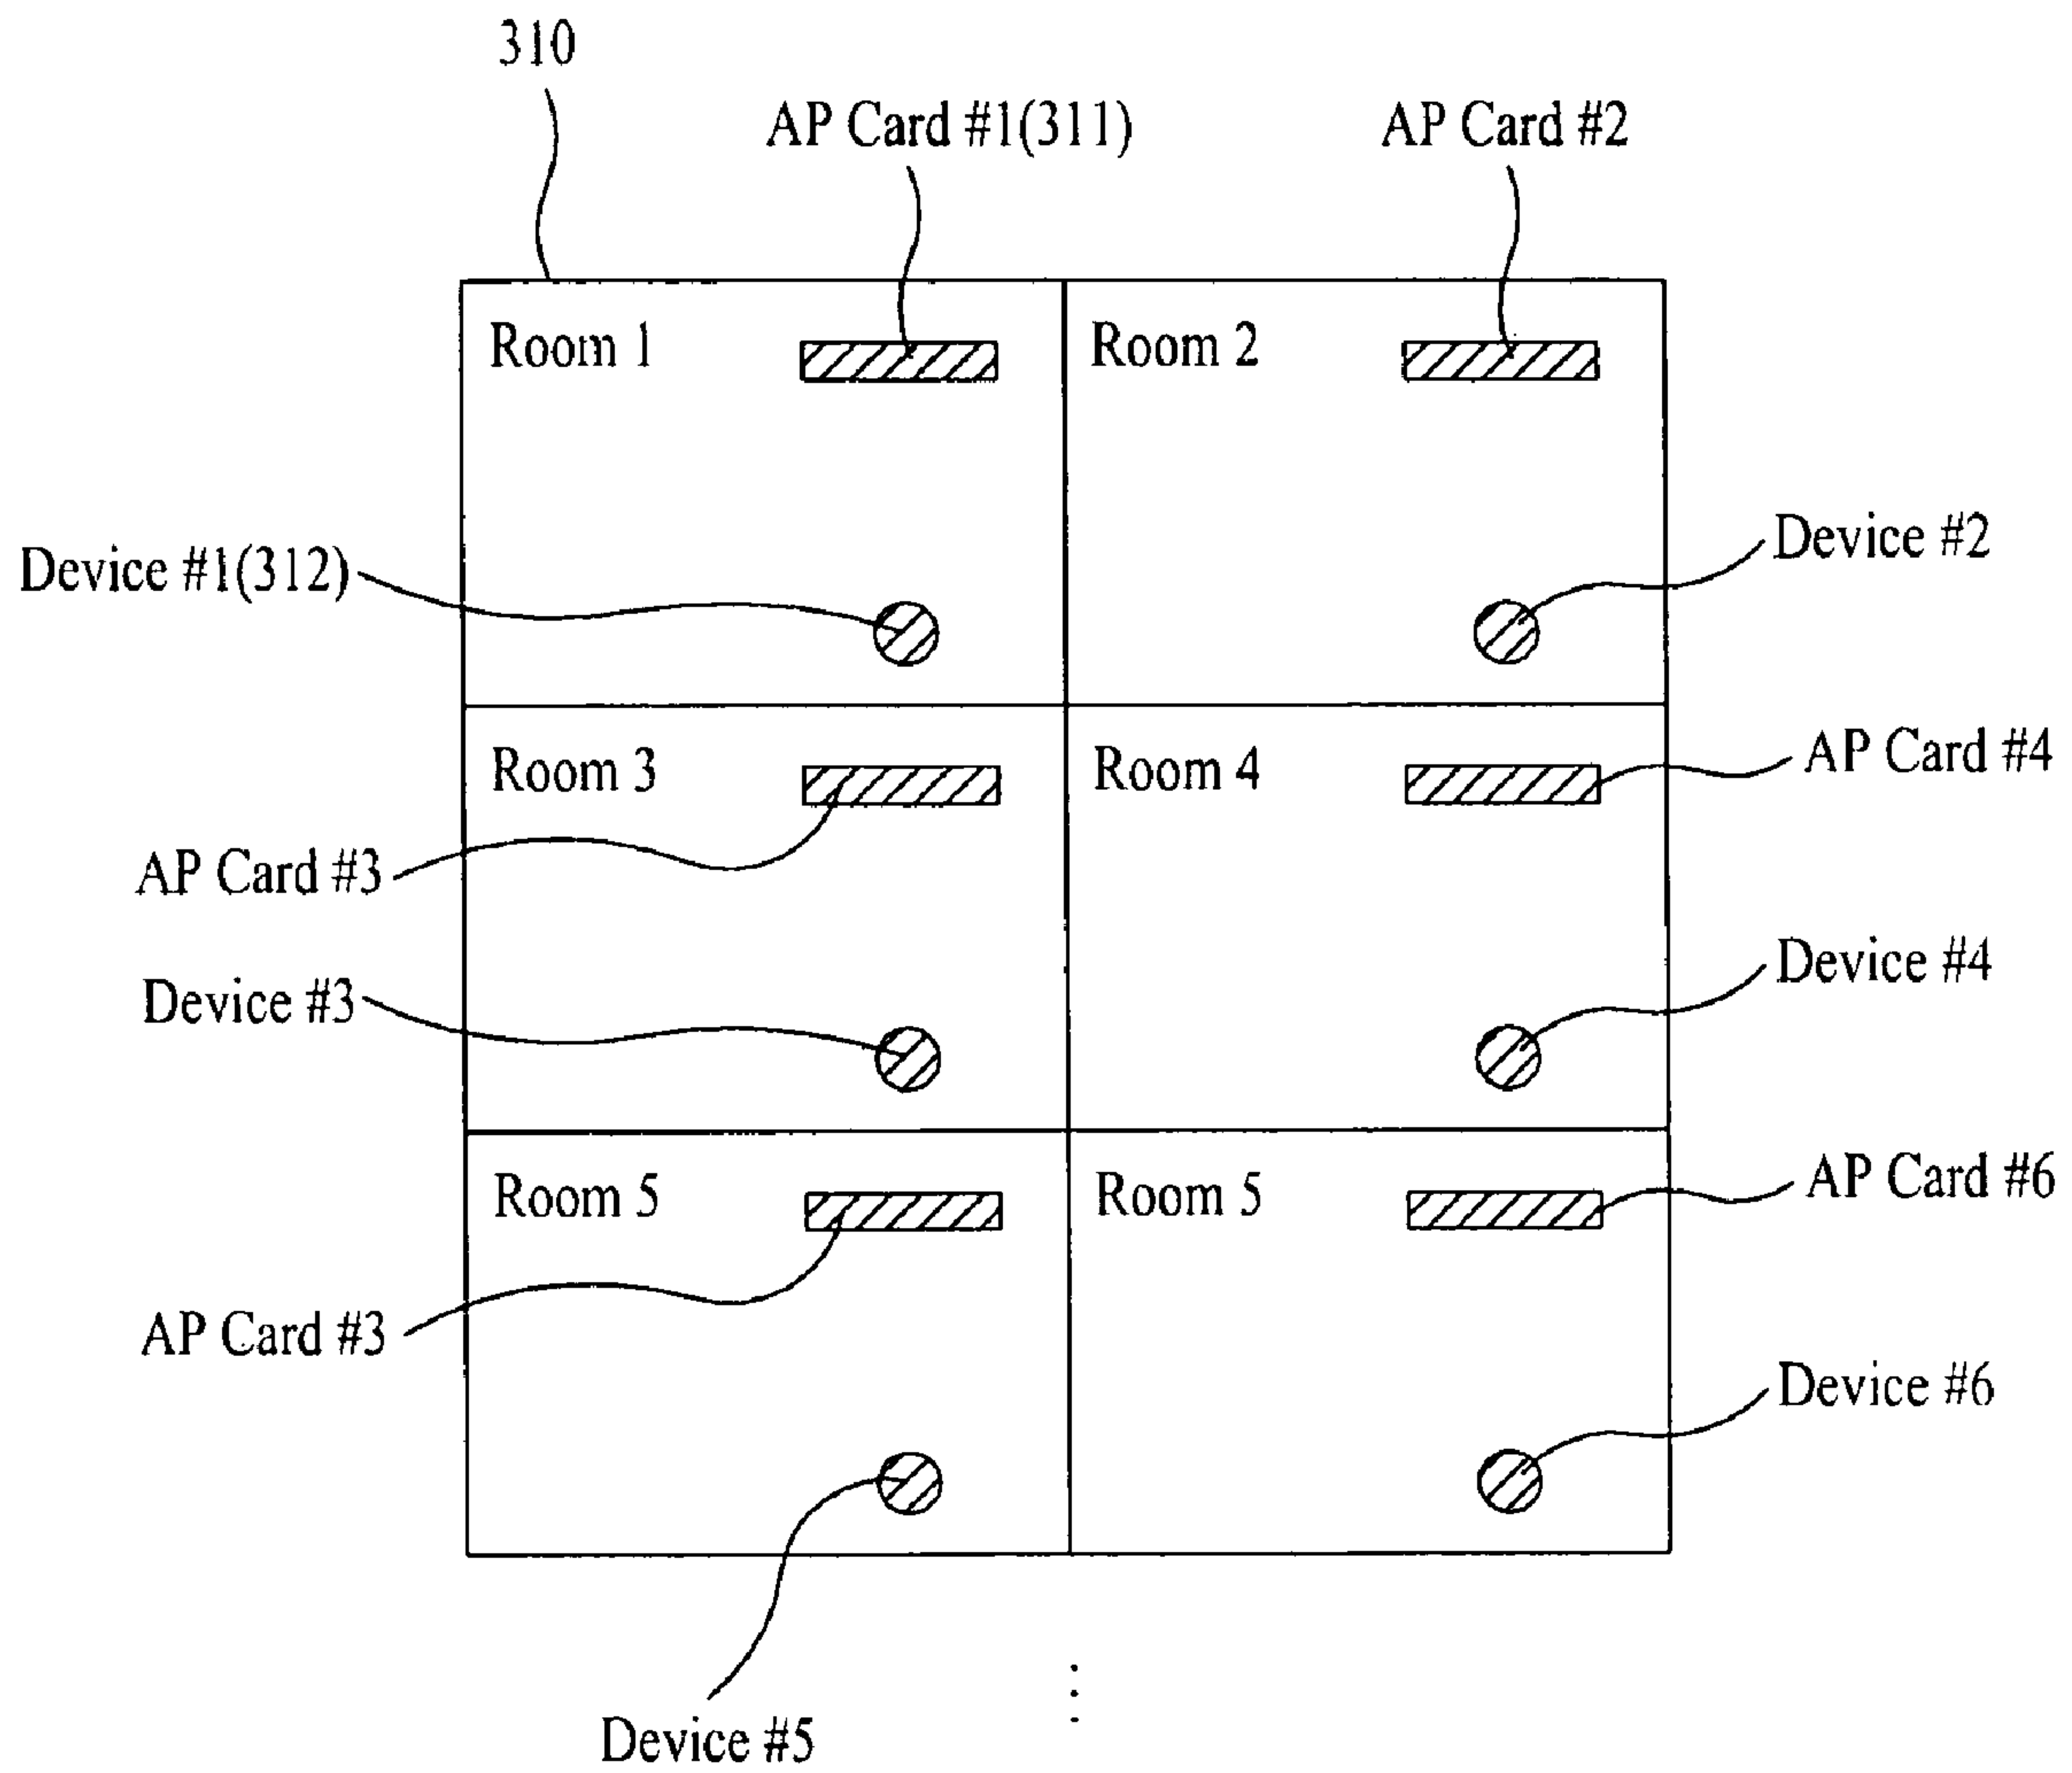 310
AP Card #1(311)
AP Card #2
Room 1
Room 2
Device #2
Device #1(312)
Room 3
Room 4
AP Card #4
AP Card #3
Device #4
Device #3
Room 5
Room 5
AP Card #6
AP Card #3
Device #6
Device #5